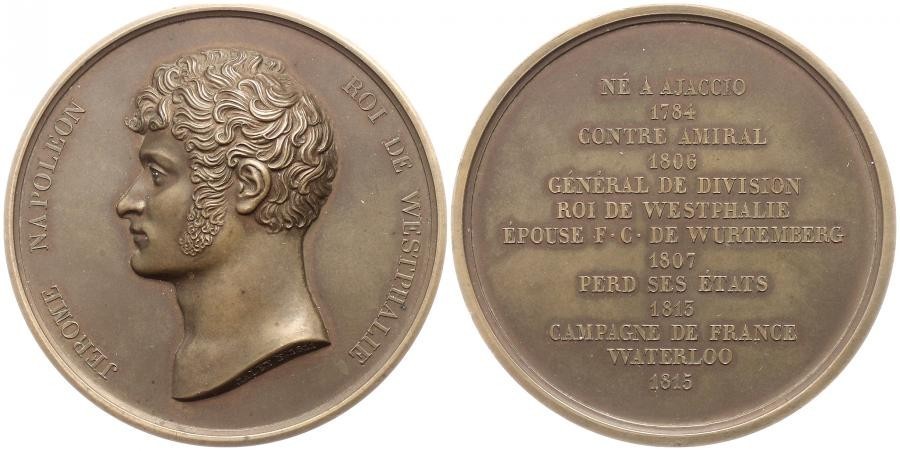 JEROME NAPOLEON ROI DE WESTPHALIE
NÉ A AJACCIO
1784
CONTRE AMIRAL
1806
GÉNÉRAL DE DIVISION
ROI DE WESTPHALIE
ÉPOUSE F·C·DE WURTEMBERG
1807
PERD SES ÉTATS
1813
CAMPAGNE DE FRANCE
WATERLOO
1815